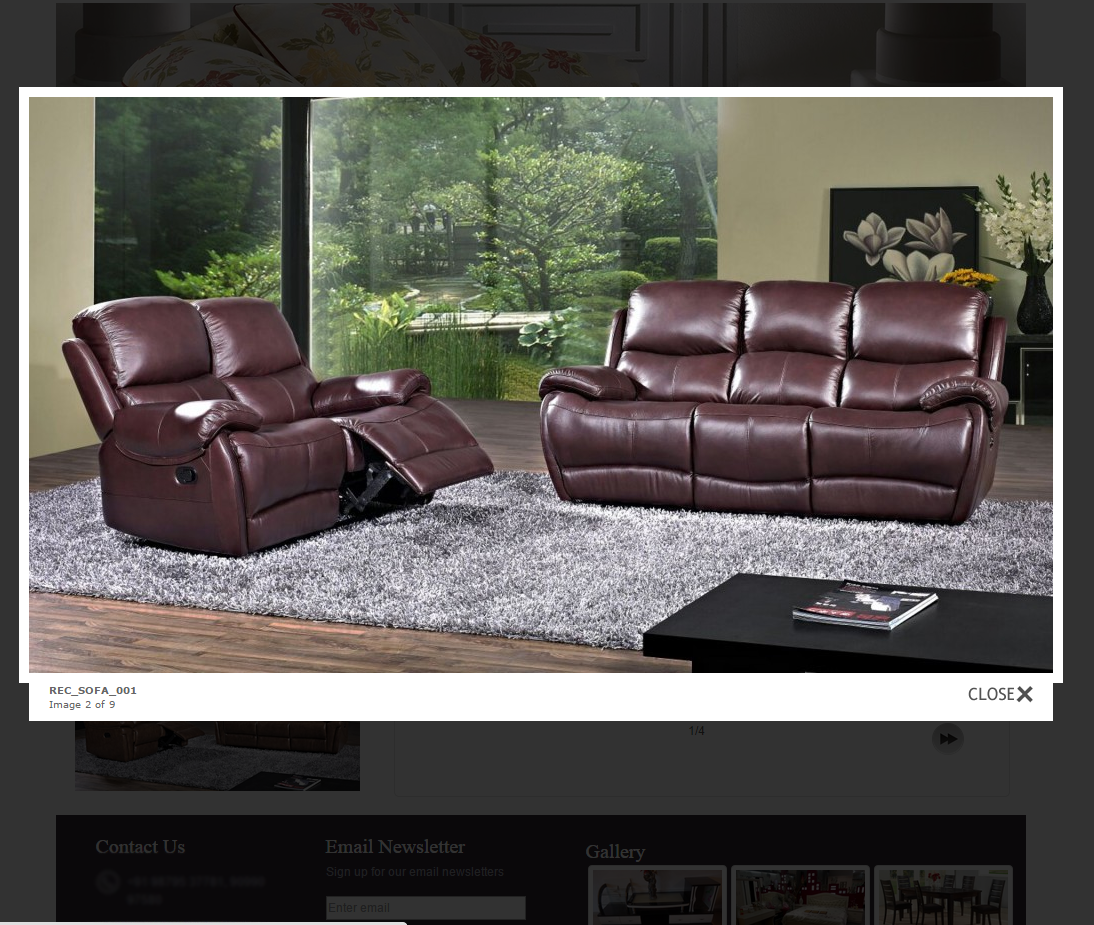 REC_SOFA_001
Image 2 of 9
CLOSE
1/4
Contact Us
Email Newsletter
Sign up for our email newsletters
Enter email
Gallery